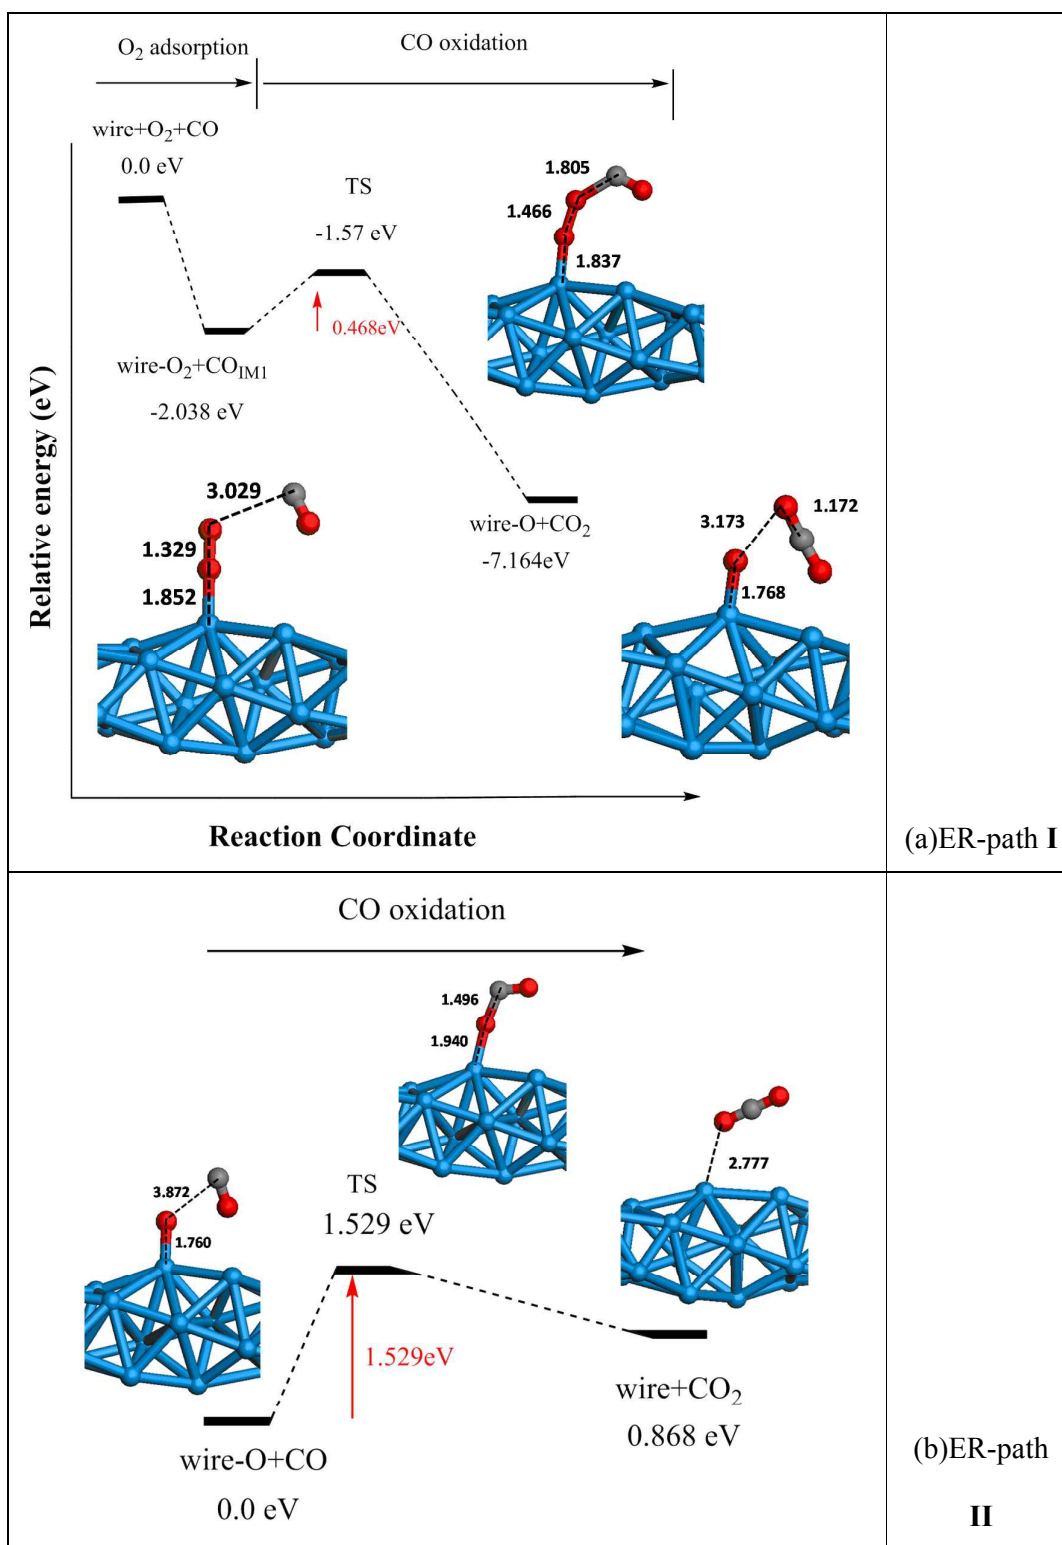 O₂ adsorption
CO oxidation
wire+O₂+CO
0.0 eV
TS
-1.57 eV
0.468eV
wire-O₂+CO_IM1
-2.038 eV
1.805
1.466
1.837
3.029
1.329
1.852
wire-O+CO₂
-7.164eV
3.173
1.172
1.768
Relative energy (eV)
Reaction Coordinate
(a)ER-path I
CO oxidation
1.496
1.940
TS
1.529 eV
3.872
1.760
2.777
1.529eV
wire-O+CO
0.0 eV
wire+CO₂
0.868 eV
(b)ER-path
II